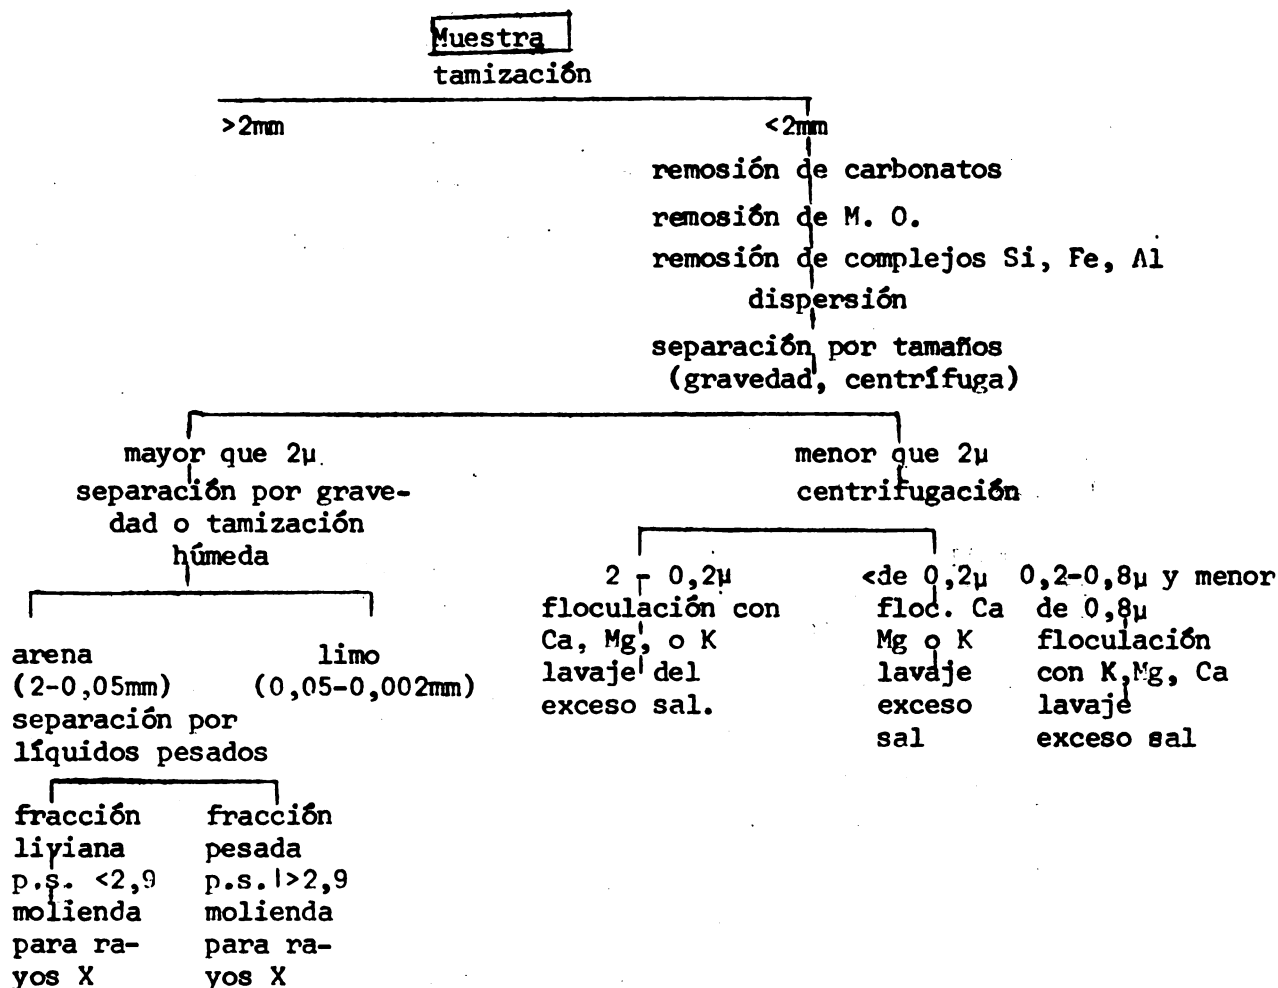 Muestra
tamización
>2mm
<2mm
remosión de carbonatos
remosión de M. O.
remosión de complejos Si, Fe, Al
dispersión
separación por tamaños
(gravedad, centrífuga)
mayor que 2µ
separación por grave-
dad o tamización
húmeda
menor que 2µ
centrifugación
arena
(2-0,05mm)
separación por
líquidos pesados
limo
(0,05-0,002mm)
fracción
liviana
p.s. <2,9
molienda
para ra-
yos X
fracción
pesada
p.s. >2,9
molienda
para ra-
yos X
2 - 0,2µ
floculación con
Ca, Mg, o K
lavaje del
exceso sal.
<de 0,2µ
floc. Ca
Mg o K
lavaje
exceso
sal
0,2-0,8µ y menor
de 0,8µ
floculación
con K,Mg, Ca
lavaje
exceso sal